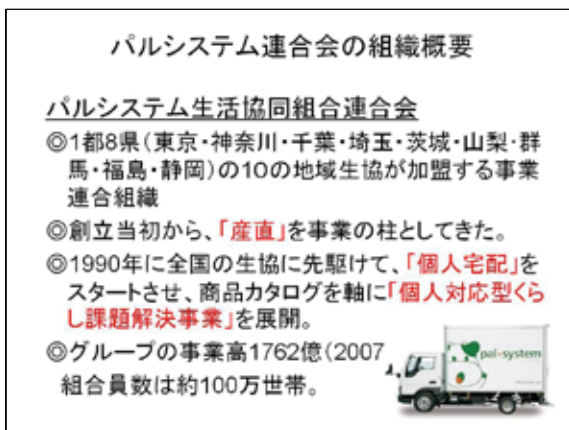 パルシステム連合会の組織概要
パルシステム生活協同組合連合会
◎1都8県(東京・神奈川・千葉・埼玉・茨城・山梨・群
馬・福島・静岡)の10の地域生協が加盟する事業
連合組織
◎創立当初から、「産直」を事業の柱としてきた。
◎1990年に全国の生協に先駆けて、「個人宅配」を
スタートさせ、商品カタログを軸に「個人対応型くら
し課題解決事業」を展開。
◎グループの事業高1762億(2007
組合員数は約100万世帯。
pal-system